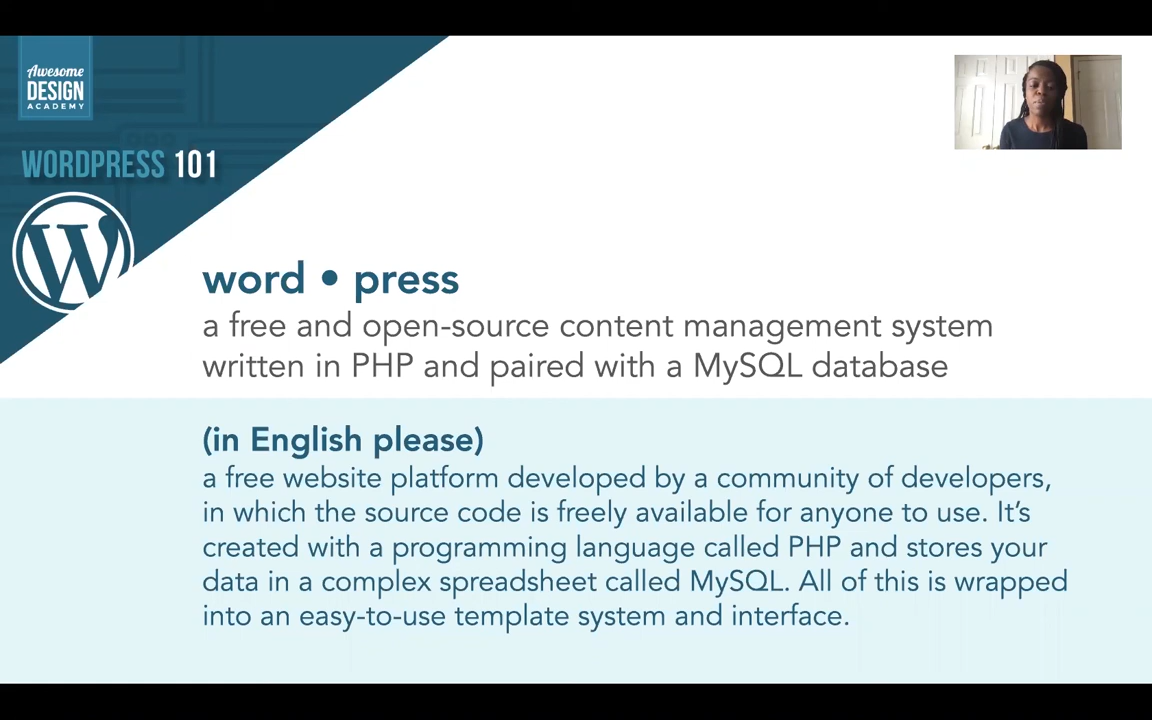 Awesome
DESIGN
ACADEMY
WORDPRESS 101
W
word • press
a free and open-source content management system
written in PHP and paired with a MySQL database
(in English please)
a free website platform developed by a community of developers,
in which the source code is freely available for anyone to use. It’s
created with a programming language called PHP and stores your
data in a complex spreadsheet called MySQL. All of this is wrapped
into an easy-to-use template system and interface.